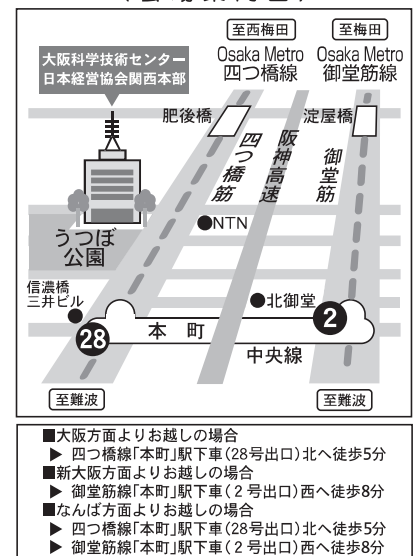 至西梅田
至梅田
Osaka Metro
四つ橋線
Osaka Metro
御堂筋線
大阪科学技術センター
日本経営協会関西本部
肥後橋
淀屋橋
四つ橋筋
阪神高速
御堂筋
●NTN
うつぼ
公園
信濃橋
三井ビル
●北御堂
28
本町
2
中央線
至難波
至難波
■大阪方面よりお越しの場合
▶ 四つ橋線「本町」駅下車(28号出口)北へ徒歩5分
■新大阪方面よりお越しの場合
▶ 御堂筋線「本町」駅下車(2号出口)西へ徒歩8分
■なんば方面よりお越しの場合
▶ 四つ橋線「本町」駅下車(28号出口)北へ徒歩5分
▶ 御堂筋線「本町」駅下車(2号出口)西へ徒歩8分